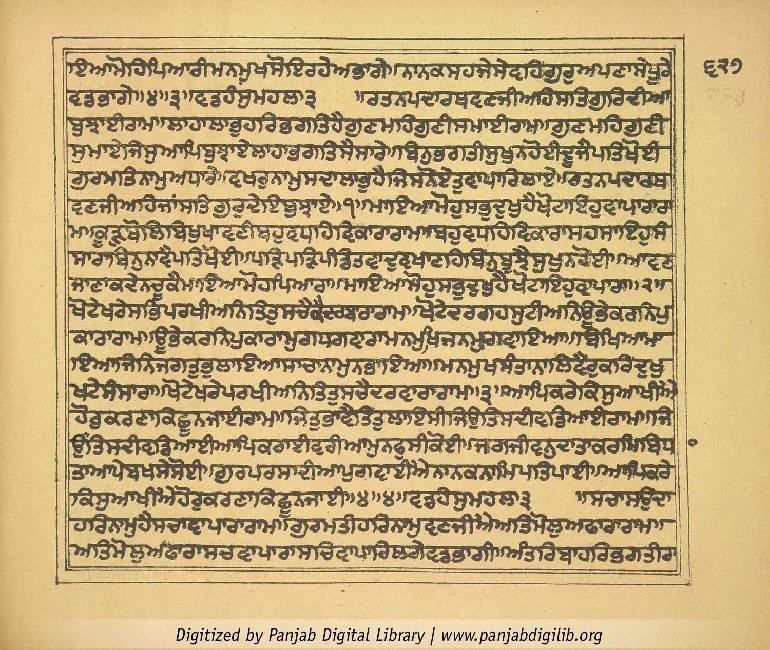 ੬੨੭
ਇਆਮੋਹਿਪਿਆਰੀਮਨਮੁਖਸੋਇਰਹੇਅਭਾਗੇ॥ਨਾਨਕਸਹਜੇਸੇਵਹਿਗੁਰੁਅਪਣਾਸੇਪੂਰੇ
ਵਡਭਾਗੇ॥੪॥੩॥ਵਡਹੰਸੁਮਹਲਾ੩ ॥ਰਤਨਪਦਾਰਥਵਣਜੀਅਹਿਸਤਿਗੁਰਿਦੀਆ
ਬੁਝਾਈਰਾਮ॥ਲਾਹਾਲਾਭੁਹਰਿਭਗਤਿਹੈਗੁਣਮਹਿਗੁਣੀਸਮਾਈਰਾਮ॥ਗੁਣਮਹਿਗੁਣੀ
ਸਮਾਏਜਿਸੁਆਪਿਬੁਝਾਏਲਾਹਾਭਗਤਿਸੈਸਾਰੇ॥ਬਿਨੁਭਗਤੀਸੁਖੁਨਹੋਈਦੂਜੈਪਤਿਖੋਈ
ਗੁਰਮਤਿਨਾਮੁਅਧਾਰੇ॥ਵਖਰੁਨਾਮੁਸਦਾਲਾਭੁਹੈਜਿਸਨੋਏਤੁਵਾਪਾਰਿਲਾਏ॥ਰਤਨਪਦਾਰਥ
ਵਣਜੀਅਹਿਜਾਂਸਤਿਗੁਰੁਦੇਇਬੁਝਾਏ॥੧॥ਮਾਇਆਮੋਹੁਸਭੁਦੁਖੁਹੈਖੋਟਾਇਹੁਵਾਪਾਰਾਰਾ
ਮ॥ਕੂੜੁਬੋਲਿਬਿਖੁਖਾਵਣੀਬਹੁਵਧਹਿਵਿਕਾਰਾਰਾਮ॥ਬਹੁਵਧਹਿਵਿਕਾਰਾਸਹਸਾਇਹੁਸੰ
ਸਾਰਾਬਿਨੁਨਾਵੈਪਤਿਖੋਈ॥ਪੜਿਪੜਿਪੰਡਿਤਵਾਦੁਵਖਾਣਹਿਬਿਨੁਬੂਝੇਸੁਖੁਨਹੋਈ॥ਆਵਣ
ਜਾਣਾਕਦੇਨਚੂਕੈਮਾਇਆਮੋਹਪਿਆਰਾ॥ਮਾਇਆਮੋਹੁਸਭੁਦੁਖੁਹੈਖੋਟਾਇਹੁਵਾਪਾਰਾ॥੨॥
ਖੋਟੇਖਰੇਸਭਿਪਰਖੀਅਨਿਤਿਤੁਸਚੇਕੈਦਰਬਾਰਾਰਾਮ॥ਖੋਟੇਦਰਗਹਸੁਟੀਅਨਿਊਭੇਕਰਨਿਪੁ
ਕਾਰਾਰਾਮ॥ਊਭੇਕਰਨਿਪੁਕਾਰਾਮੁਗਧਗਵਾਰਾਮਨਮੁਖਿਜਨਮੁਗਵਾਇਆ॥ਬਿਖਿਆਮਾ
ਇਆਜਿਨਿਜਗਤੁਭੁਲਾਇਆਸਾਚਾਨਾਮੁਨਭਾਇਆ॥ਮਨਮੁਖਸੰਤਾਨਾਲਿਵੈਰੁਕਰਿਦੁਖੁ
ਖਟੇਸੰਸਾਰਾ॥ਖੋਟੇਖਰੇਪਰਖੀਅਨਿਤਿਤੁਸਚੈਦਰਵਾਰਾਰਾਮ॥੩॥ਆਪਿਕਰੇਕਿਸੁਆਖੀਐ
ਹੋਰੁਕਰਣਾਕਿਛੂਨਜਾਈਰਾਮ॥ਜਿਤੁਭਾਵੈਤਿਤੁਲਾਇਸੀਜਿਉਤਿਸਦੀਵਡਿਆਈਰਾਮ॥ਜਿ
ਉਤਿਸਦੀਵਡਿਆਈਆਪਿਕਰਾਈਵਰੀਆਮੁਨਫੁਸੀਕੋਈ॥ਜਗਜੀਵਨੁਦਾਤਾਕਰਮਿਬਿਧਾ
ਤਾਆਪੇਬਖਸੇਸੋਈ॥ਗੁਰਪਰਸਾਦੀਆਪੁਗਵਾਈਐਨਾਨਕਨਾਮਿਪਤਿਪਾਈ॥ਆਪਿਕਰੇ
ਕਿਸੁਆਖੀਐਹੋਰੁਕਰਣਾਕਿਛੂਨਜਾਈ॥੪॥੪॥ਵਡਹੰਸੁਮਹਲਾ੩ ॥ਸਚਾਸਉਦਾ
ਹਰਿਨਾਮੁਹੈਸਚਾਵਾਪਾਰਾਰਾਮ॥ਗੁਰਮਤੀਹਰਿਨਾਮੁਵਣਜੀਐਅਤਿਮੋਲੁਅਫਾਰਾਰਾਮ॥
ਅਤਿਮੋਲੁਅਫਾਰਾਸਚਵਾਪਾਰਾਸਚਿਵਾਪਾਰਿਲਗੇਵਡਭਾਗੀ॥ਅੰਤਰਿਬਾਹਰਿਭਗਤੀਰਾ
Digitized by Panjab Digital Library | www.panjabdigilib.org